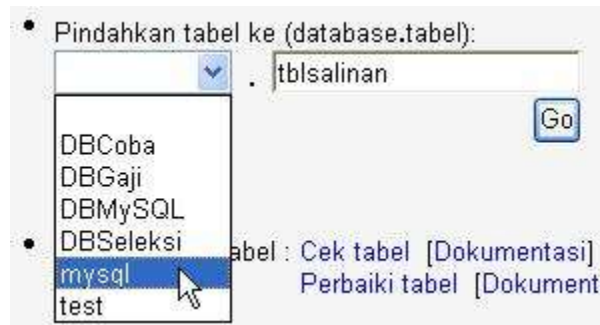 Pindahkan tabel ke (database.tabel):
. tblsalinan
Go
DBCoba
DBGaji
DBMySQL
DBSeleksi
abel : Cek tabel [Dokumentasi]
mysql
Perbaiki tabel [Dokument
test